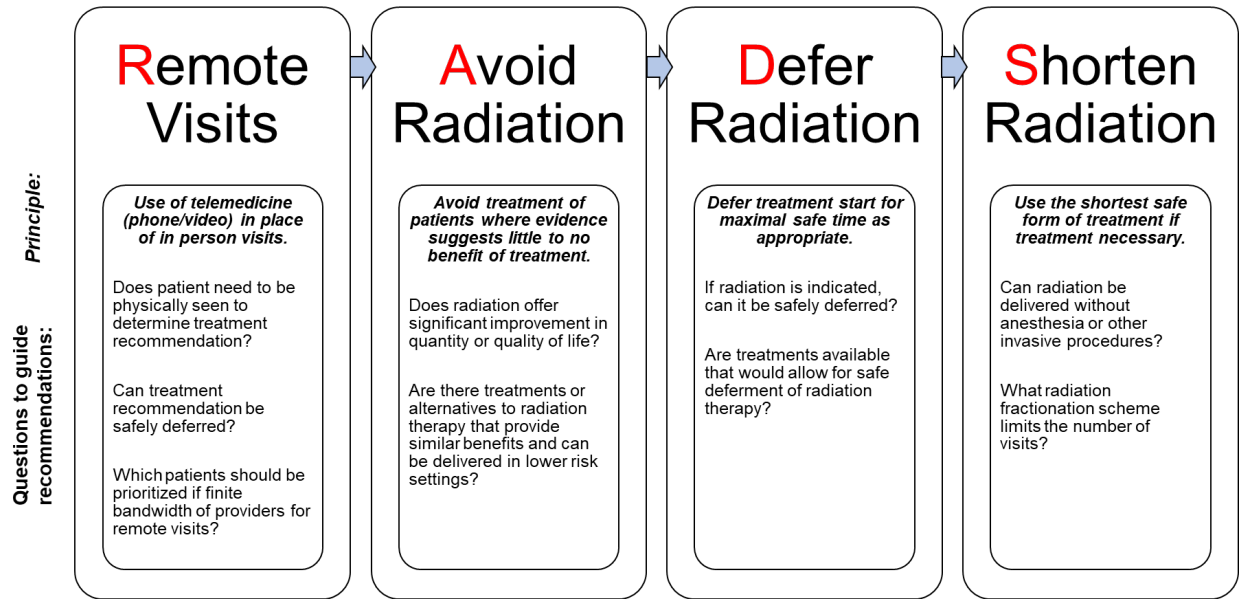 Remote
Visits
Avoid
Radiation
Defer
Radiation
Shorten
Radiation
Principle:
Use of telemedicine
(phone/video) in place
of in person visits.
Avoid treatment of
patients where evidence
suggests little to no
benefit of treatment.
Defer treatment start for
maximal safe time as
appropriate.
Use the shortest safe
form of treatment if
treatment necessary.
Questions to guide
recommendations:
Does patient need to be
physically seen to
determine treatment
recommendation?
Can treatment
recommendation be
safely deferred?
Which patients should be
prioritized if finite
bandwidth of providers for
remote visits?
Does radiation offer
significant improvement in
quantity or quality of life?
Are there treatments or
alternatives to radiation
therapy that provide
similar benefits and can
be delivered in lower risk
settings?
If radiation is indicated,
can it be safely deferred?
Are treatments available
that would allow for safe
deferment of radiation
therapy?
Can radiation be
delivered without
anesthesia or other
invasive procedures?
What radiation
fractionation scheme
limits the number of
visits?